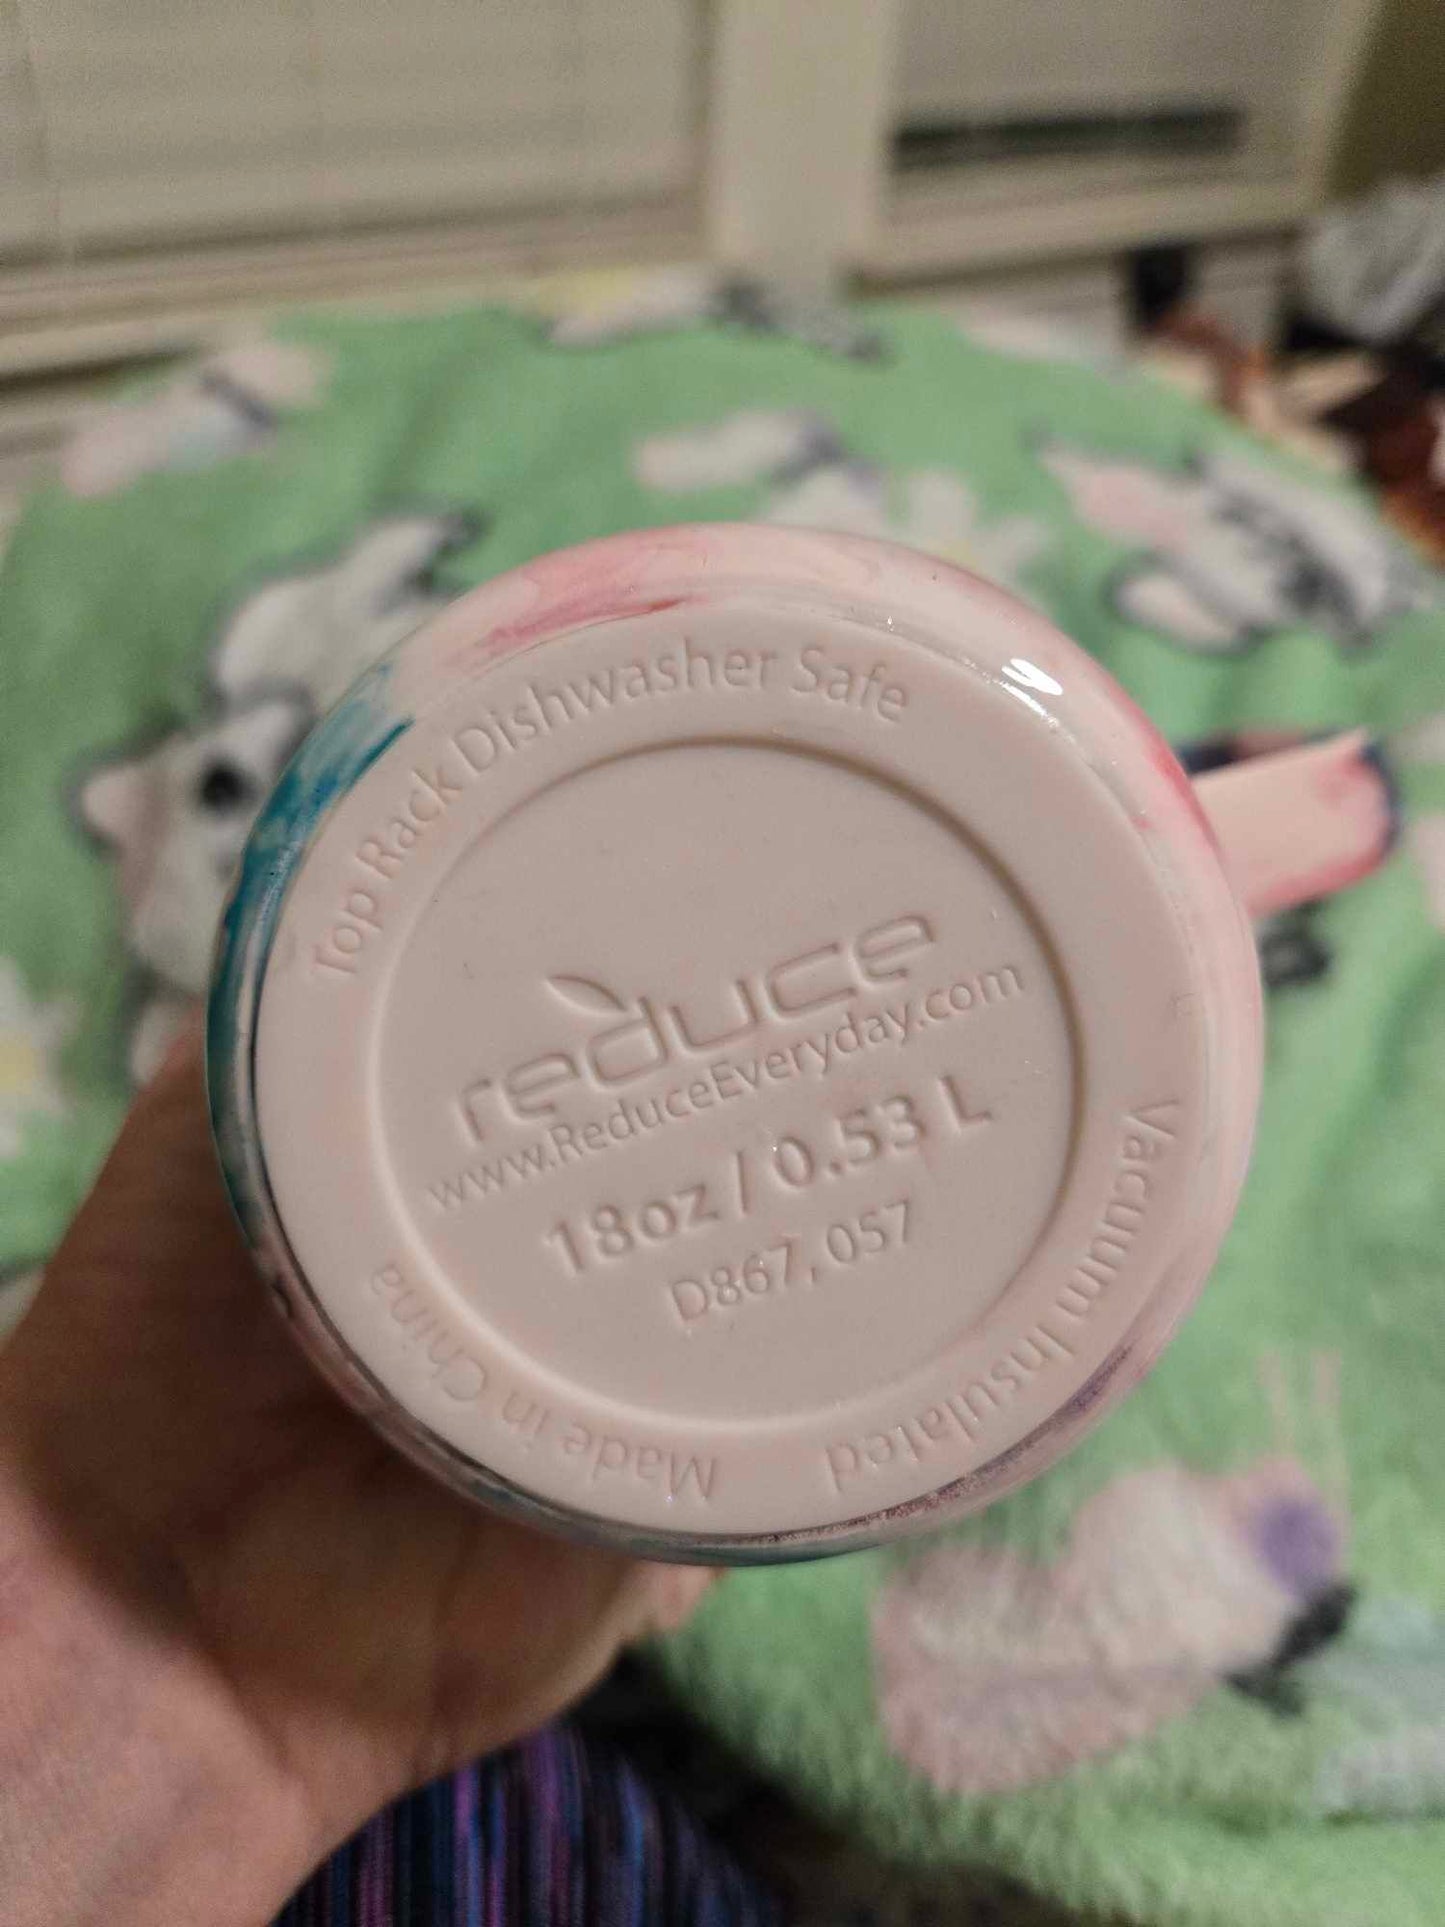 Top Rack Dishwasher Safe
reduce
www.ReduceEveryday.com
18oz / 0.53 L
D867, 057
Vacuum Insulated
Made in China